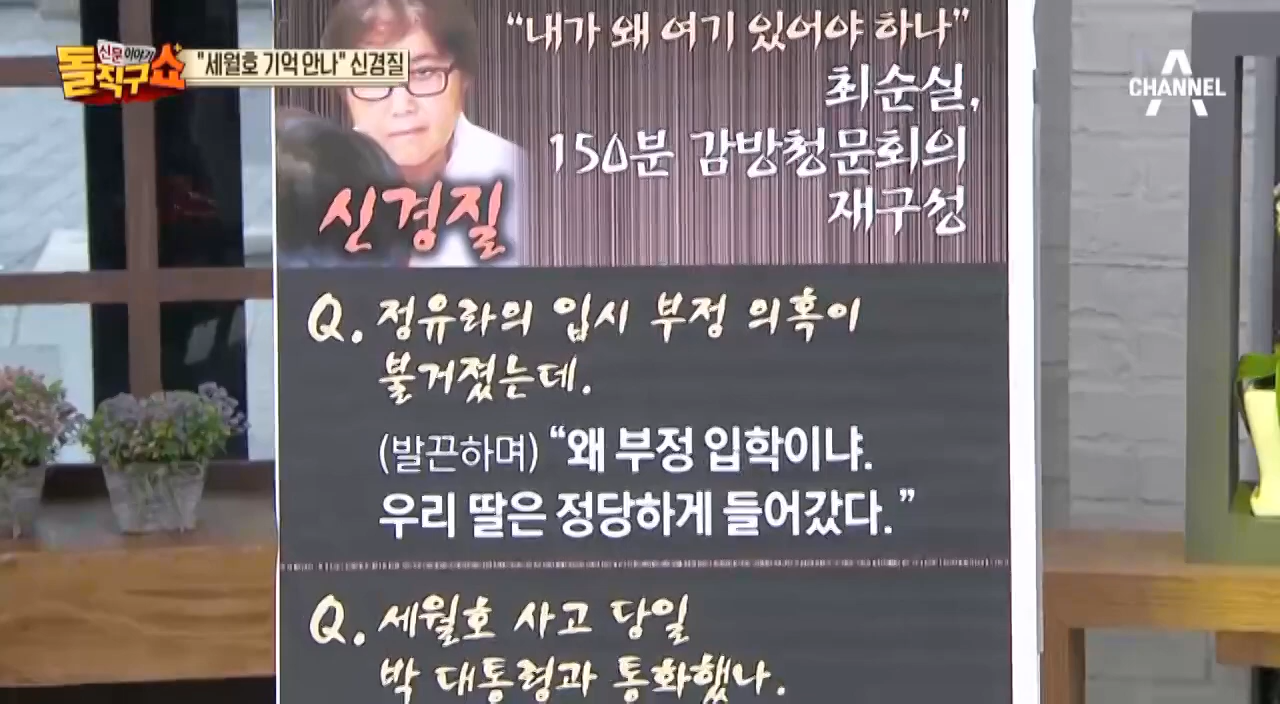 신문이야기
돌직구쇼
"세월호 기억 안나" 신경질
CHANNEL A
"내가 왜 여기 있어야 하나"
최순실,
150분 감방청문회의
재구성
신경질
Q. 정유라의 입시 부정 의혹이
불거졌는데.
(발끈하며) "왜 부정 입학이냐.
우리 딸은 정당하게 들어갔다."
Q. 세월호 사고 당일
박 대통령과 통화했나.